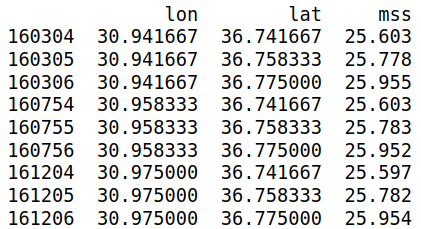 lon lat mss
160304 30.941667 36.741667 25.603
160305 30.941667 36.758333 25.778
160306 30.941667 36.775000 25.955
160754 30.958333 36.741667 25.603
160755 30.958333 36.758333 25.783
160756 30.958333 36.775000 25.952
161204 30.975000 36.741667 25.597
161205 30.975000 36.758333 25.782
161206 30.975000 36.775000 25.954